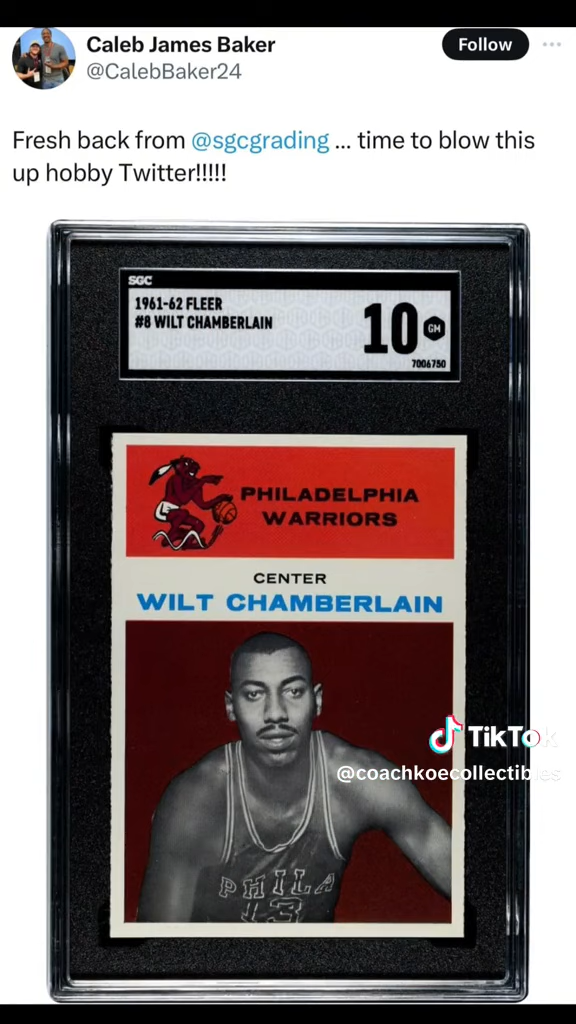 Caleb James Baker
@CalebBaker24
Follow
Fresh back from @sgcgrading ... time to blow this
up hobby Twitter!!!!!
SGC
1961-62 FLEER
#8 WILT CHAMBERLAIN
10
GM
7006750
PHILADELPHIA
WARRIORS
CENTER
WILT CHAMBERLAIN
TikTok
@coachkoecollectibles
PHILA
13